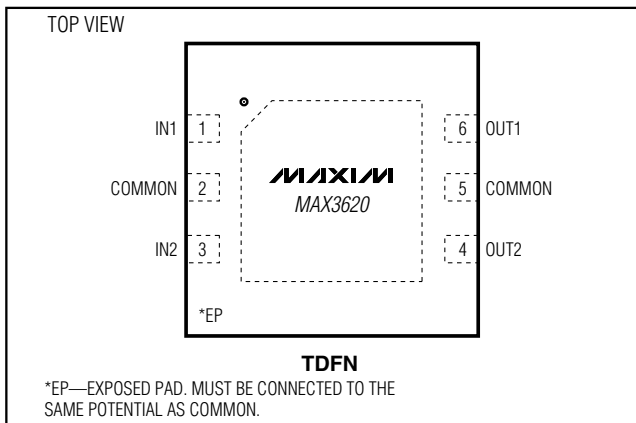 TOP VIEW
IN1 1
6 OUT1
COMMON 2
MAXIM
5 COMMON
MAX3620
IN2 3
4 OUT2
*EP
TDFN
*EP—EXPOSED PAD. MUST BE CONNECTED TO THE
SAME POTENTIAL AS COMMON.